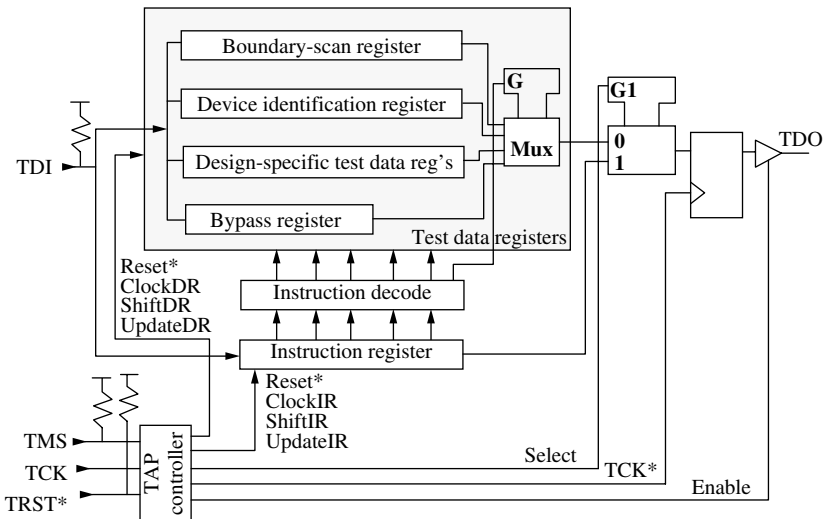 Boundary-scan register
G
G1
Device identification register
TDO
0
Mux
1
TDI
Design-specific test data reg’s
Bypass register
Test data registers
Reset*
ClockDR
ShiftDR
UpdateDR
Instruction decode
Instruction register
Reset*
ClockIR
ShiftIR
UpdateIR
TMS
TAP
controller
Select
TCK
TCK*
Enable
TRST*